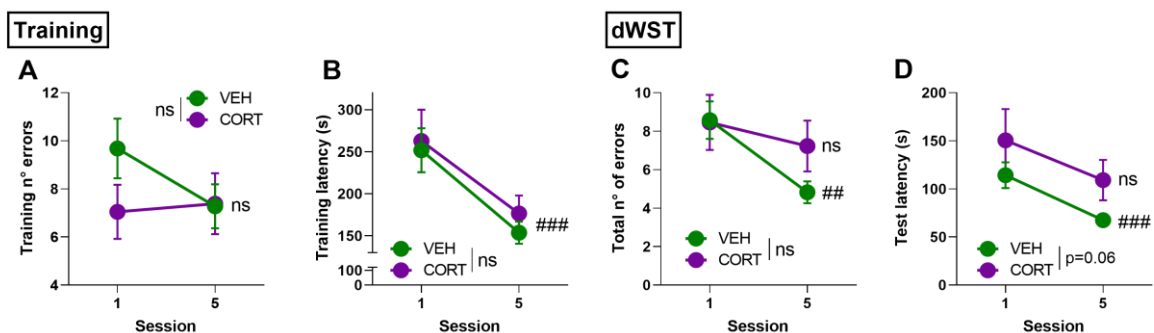 Training
dWST
A
Training n° errors
10
8
6
4
1
5
Session
ns
VEH
CORT
ns
B
Training latency (s)
300
250
200
150
100
0
1
5
Session
###
VEH
CORT
ns
C
Total n° of errors
10
8
6
4
2
0
1
5
Session
ns
##
VEH
CORT
ns
D
Test latency (s)
200
150
100
50
0
1
5
Session
ns
###
VEH
CORT
p=0.06